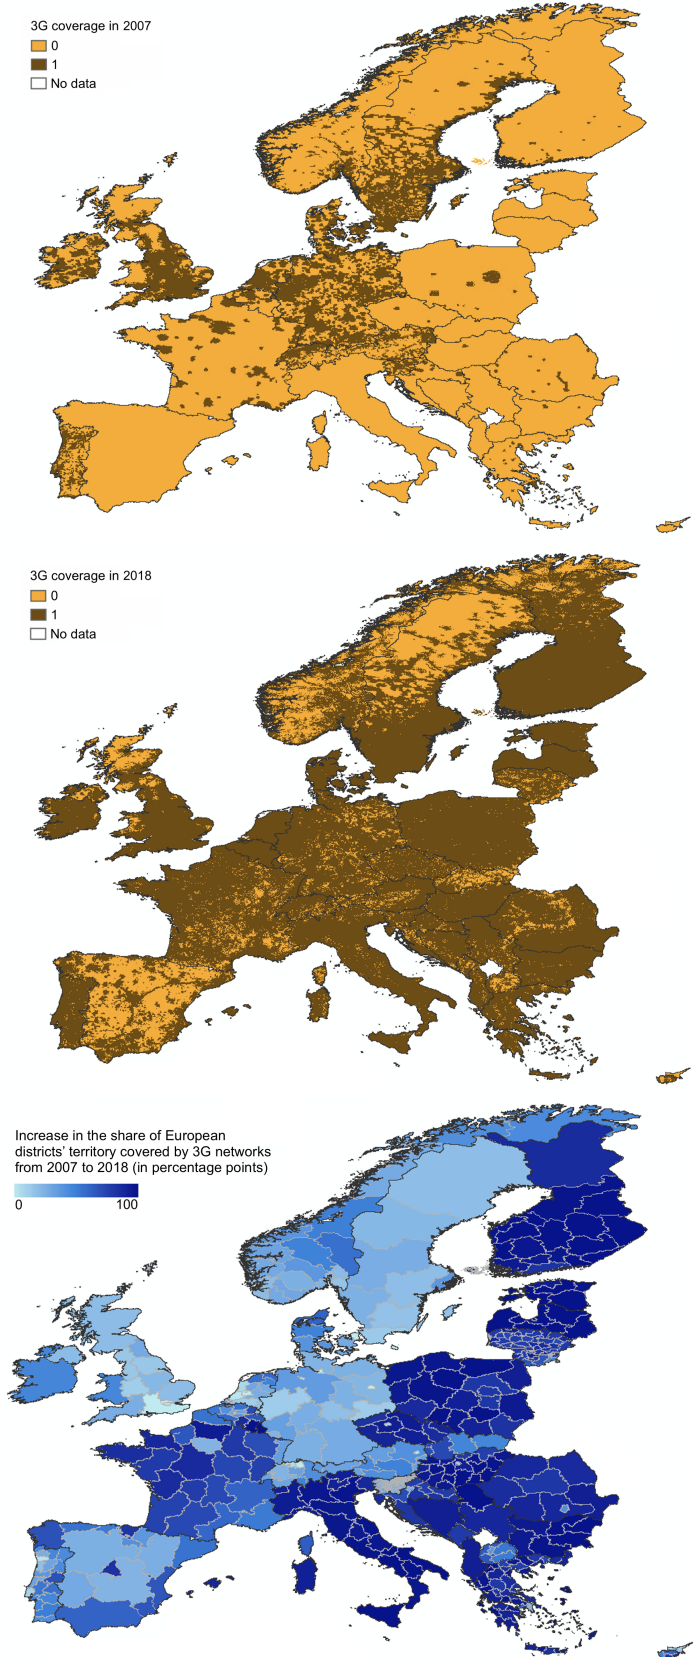 3G coverage in 2007
0
1
No data
3G coverage in 2018
0
1
No data
Increase in the share of European
districts' territory covered by 3G networks
from 2007 to 2018 (in percentage points)
0 100